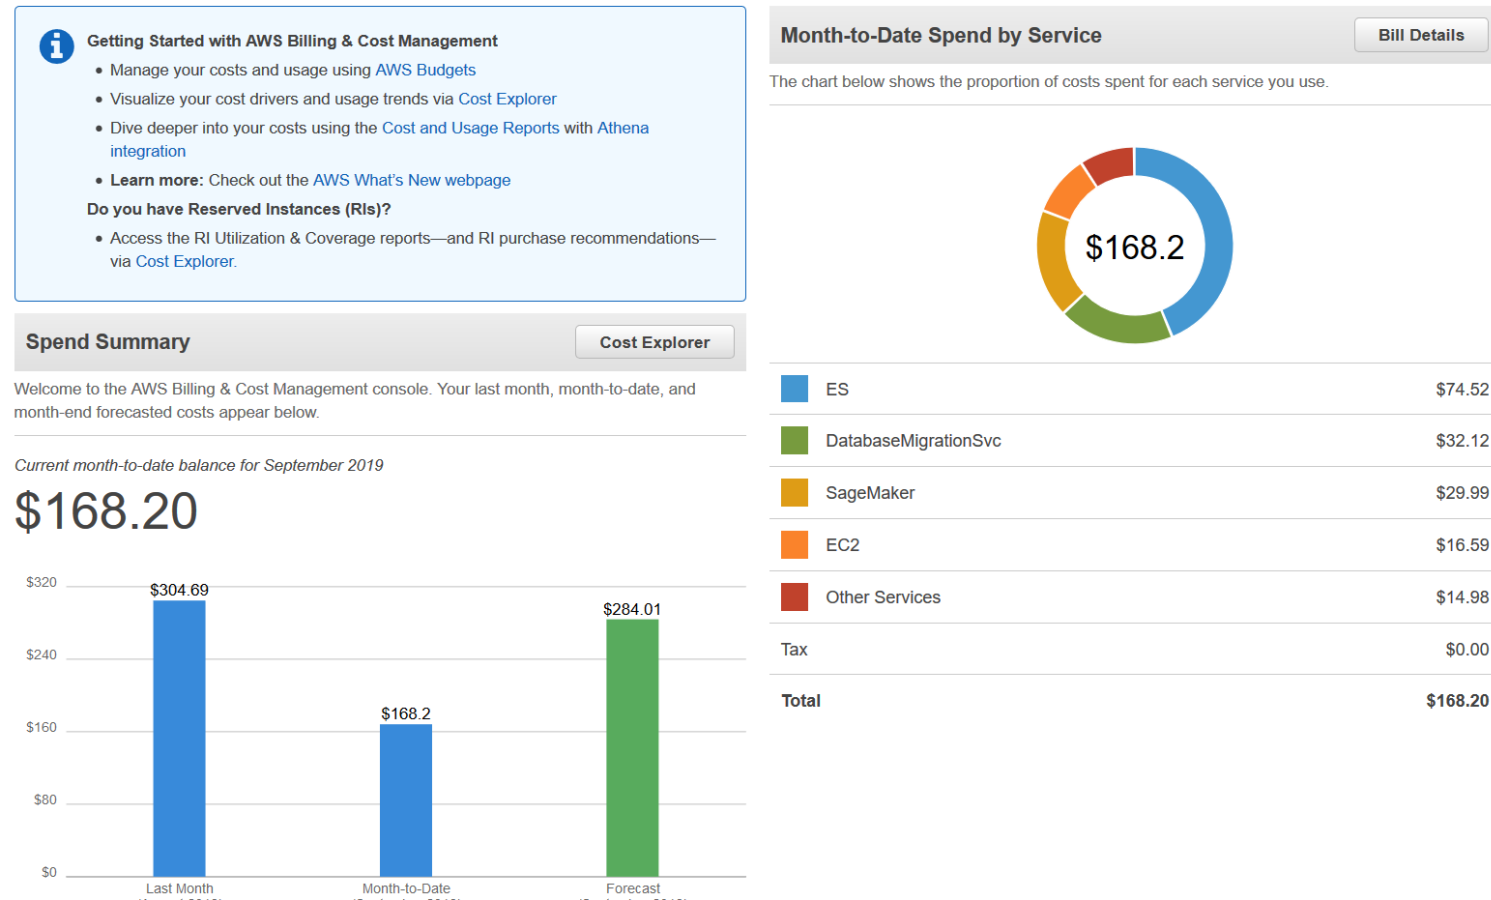 Getting Started with AWS Billing & Cost Management
• Manage your costs and usage using AWS Budgets
• Visualize your cost drivers and usage trends via Cost Explorer
• Dive deeper into your costs using the Cost and Usage Reports with Athena
integration
• Learn more: Check out the AWS What's New webpage
Do you have Reserved Instances (RIs)?
• Access the RI Utilization & Coverage reports—and RI purchase recommendations—
via Cost Explorer.
Spend Summary
Cost Explorer
Welcome to the AWS Billing & Cost Management console. Your last month, month-to-date, and
month-end forecasted costs appear below.
Current month-to-date balance for September 2019
$168.20
$320
$240
$160
$80
$0
$304.69
$168.2
$284.01
Last Month
Month-to-Date
Forecast
Month-to-Date Spend by Service
Bill Details
The chart below shows the proportion of costs spent for each service you use.
$168.2
ES $74.52
DatabaseMigrationSvc $32.12
SageMaker $29.99
EC2 $16.59
Other Services $14.98
Tax $0.00
Total $168.20